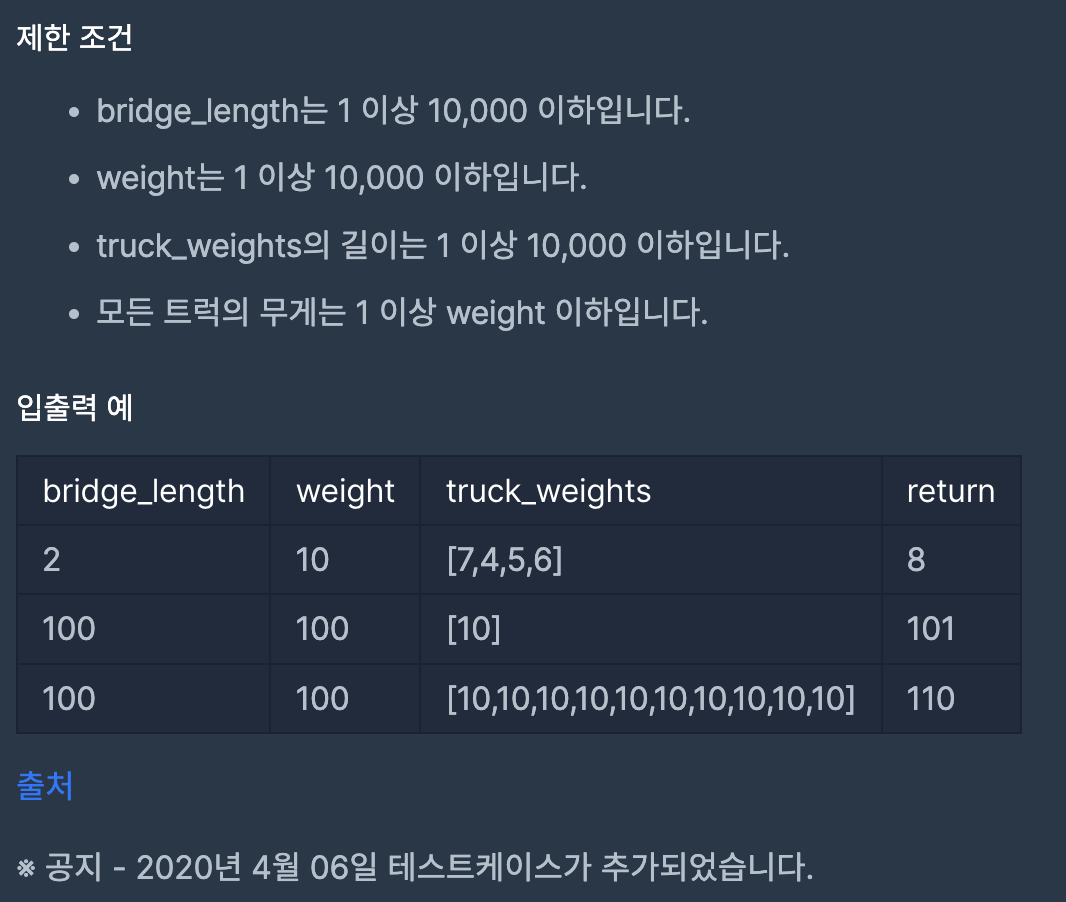 제한 조건
• bridge_length는 1 이상 10,000 이하입니다.
• weight는 1 이상 10,000 이하입니다.
• truck_weights의 길이는 1 이상 10,000 이하입니다.
• 모든 트럭의 무게는 1 이상 weight 이하입니다.
입출력 예
bridge_length weight truck_weights return
2 10 [7,4,5,6] 8
100 100 [10] 101
100 100 [10,10,10,10,10,10,10,10,10,10] 110
출처
※ 공지 - 2020년 4월 06일 테스트케이스가 추가되었습니다.